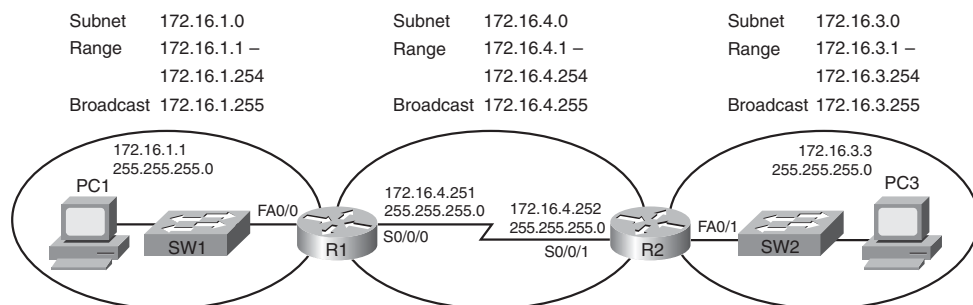 Subnet 172.16.1.0
Range 172.16.1.1 –
172.16.1.254
Broadcast 172.16.1.255
Subnet 172.16.4.0
Range 172.16.4.1 –
172.16.4.254
Broadcast 172.16.4.255
Subnet 172.16.3.0
Range 172.16.3.1 –
172.16.3.254
Broadcast 172.16.3.255
172.16.1.1
255.255.255.0
PC1
SW1
FA0/0
R1
172.16.4.251
255.255.255.0
S0/0/0
172.16.4.252
255.255.255.0
S0/0/1
R2
FA0/1
SW2
172.16.3.3
255.255.255.0
PC3